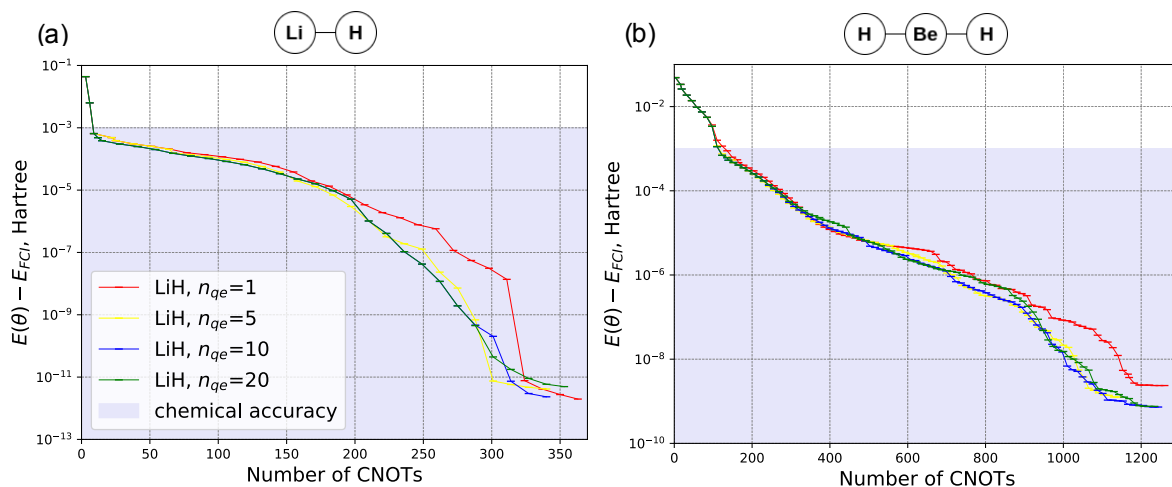 (a)
Li H
10^-1
10^-3
10^-5
10^-7
10^-9
10^-11
10^-13
E(θ) − E_FCI, Hartree
LiH, n_qe=1
LiH, n_qe=5
LiH, n_qe=10
LiH, n_qe=20
chemical accuracy
0 50 100 150 200 250 300 350
Number of CNOTs
(b)
H Be H
10^-2
10^-4
10^-6
10^-8
10^-10
E(θ) − E_FCI, Hartree
0 200 400 600 800 1000 1200
Number of CNOTs